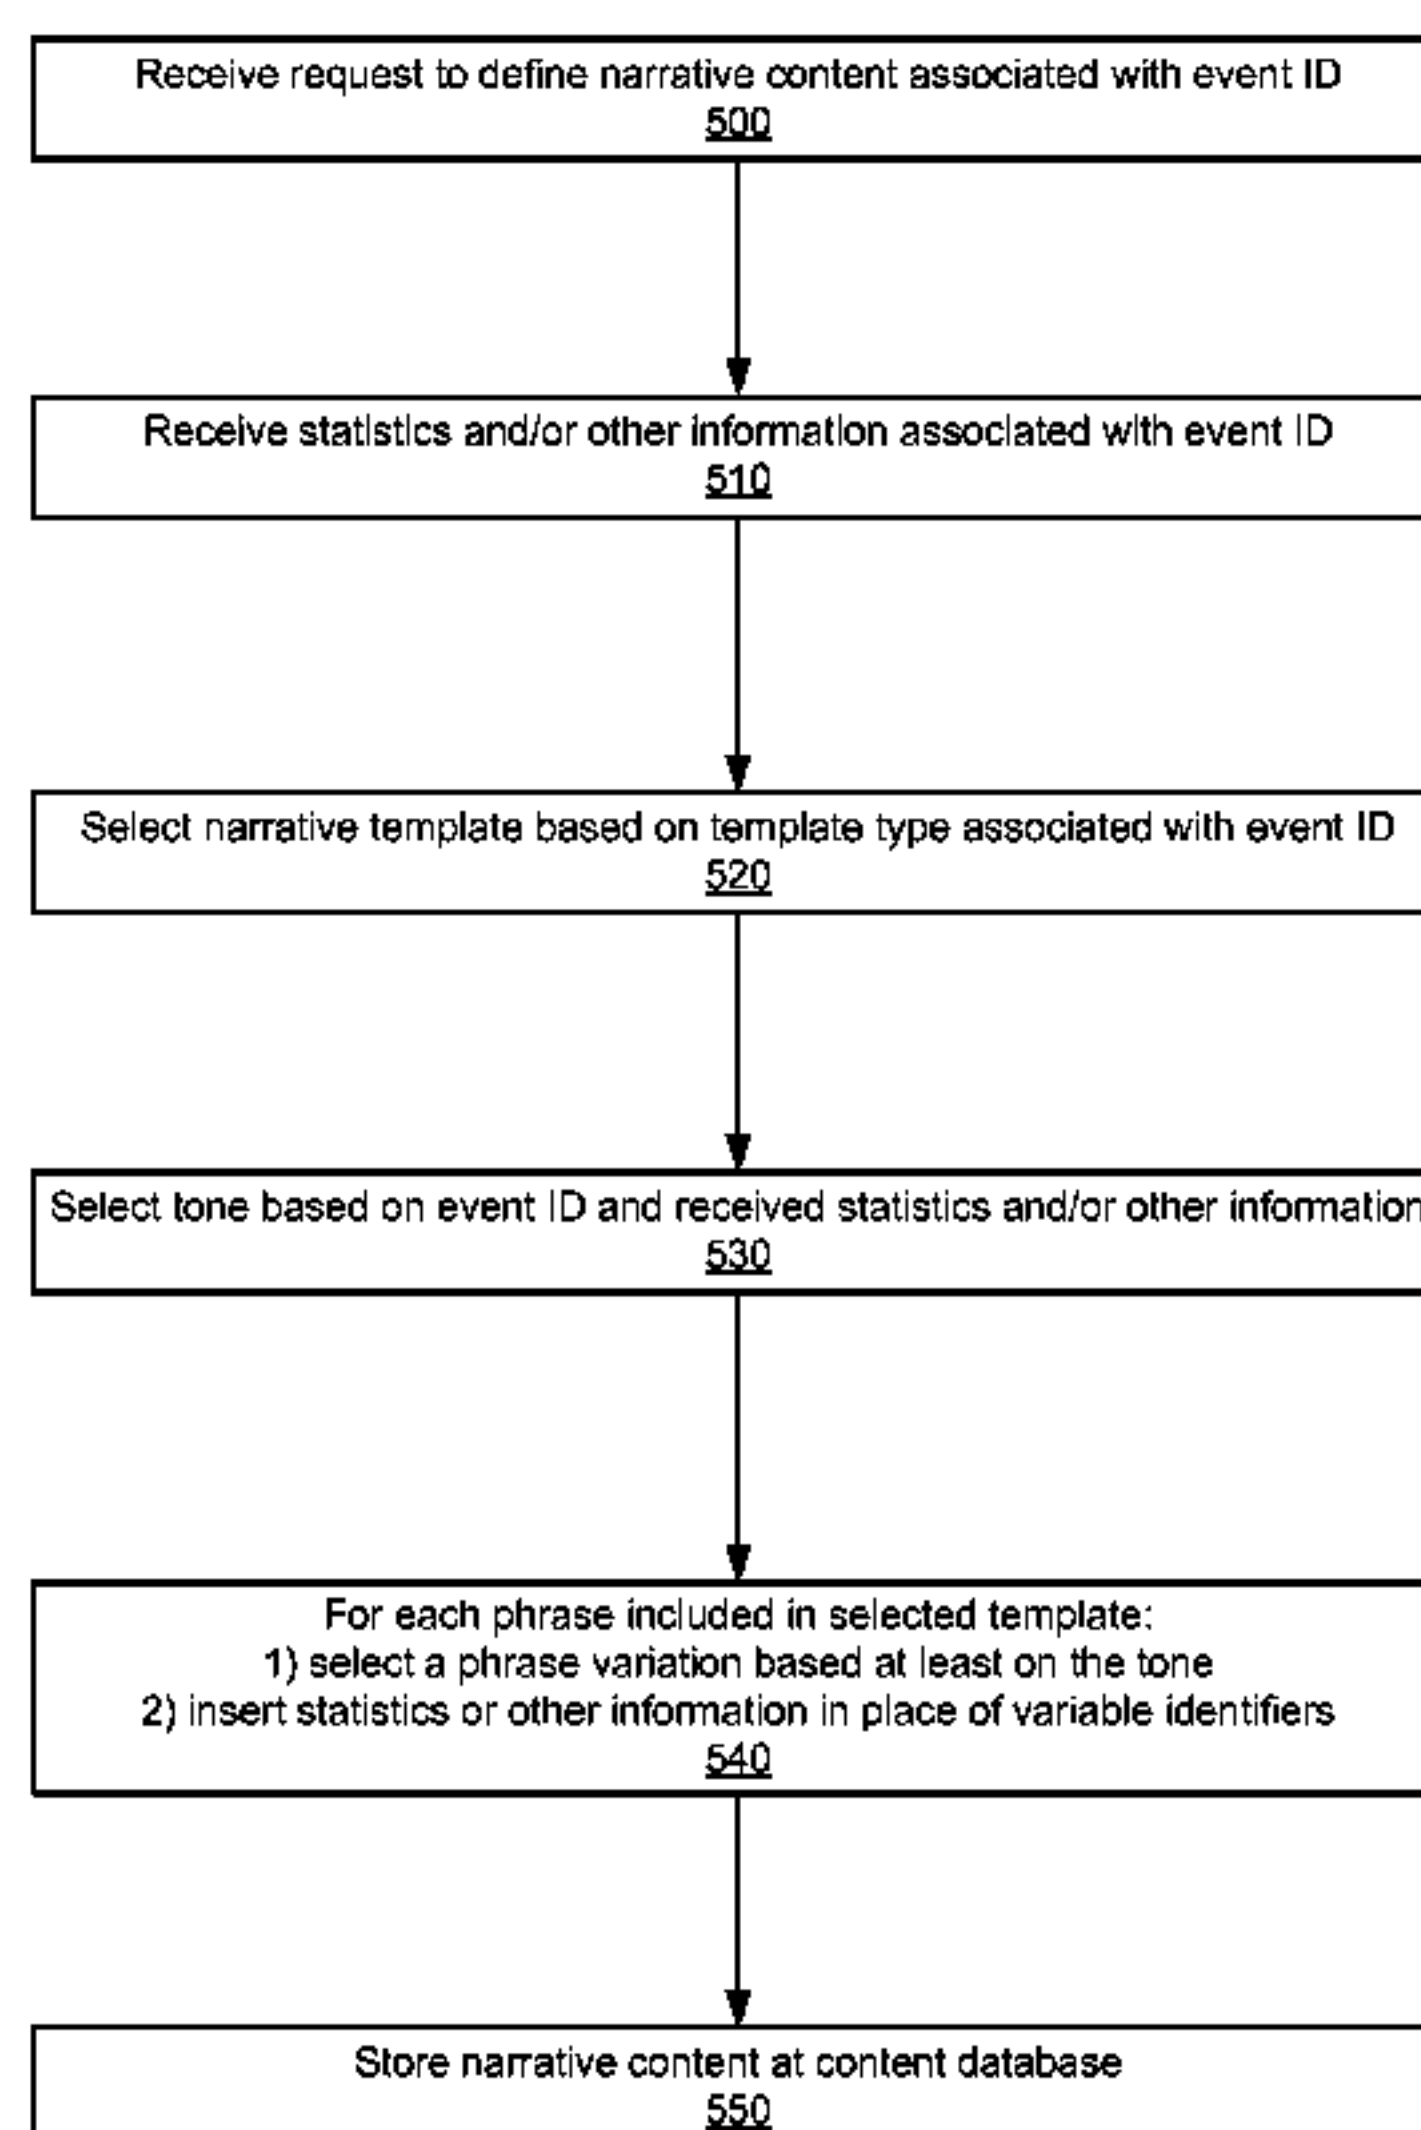 Receive request to define narrative content associated with event ID
500
Receive statistics and/or other information associated with event ID
510
Select narrative template based on template type associated with event ID
520
Select tone based on event ID and received statistics and/or other information
530
For each phrase included in selected template:
1) select a phrase variation based at least on the tone
2) insert statistics or other information in place of variable identifiers
540
Store narrative content at content database
550